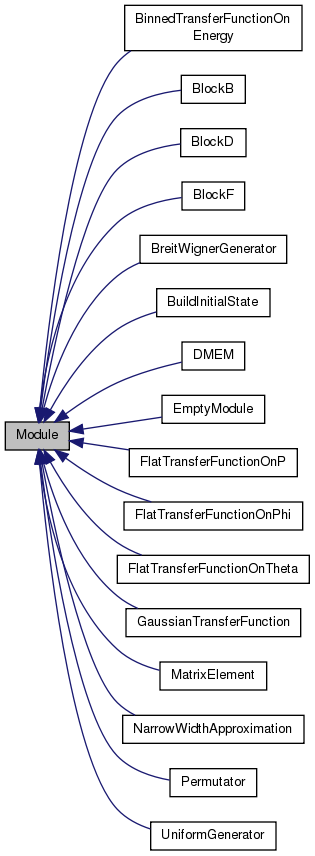 BinnedTransferFunctionOn
Energy
BlockB
BlockD
BlockF
BreitWignerGenerator
BuildInitialState
DMEM
EmptyModule
Module
FlatTransferFunctionOnP
FlatTransferFunctionOnPhi
FlatTransferFunctionOnTheta
GaussianTransferFunction
MatrixElement
NarrowWidthApproximation
Permutator
UniformGenerator